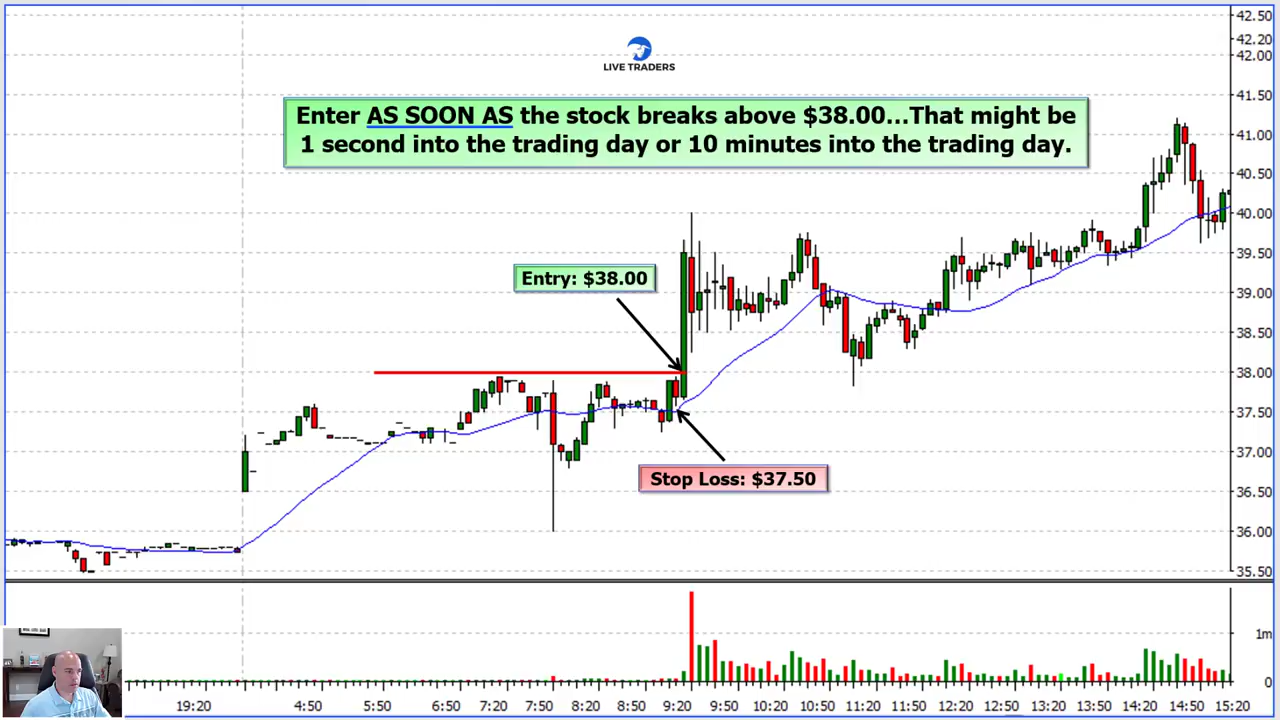 LIVE TRADERS
Enter AS SOON AS the stock breaks above $38.00...That might be
1 second into the trading day or 10 minutes into the trading day.
Entry: $38.00
Stop Loss: $37.50
42.50
42.20
42.00
41.50
41.00
40.50
40.00
39.50
39.00
38.50
38.00
37.50
37.00
36.50
36.00
35.50
1m
0
19:20 4:50 5:50 6:50 7:20 7:50 8:20 8:50 9:20 9:50 10:20 10:50 11:20 11:50 12:20 12:50 13:20 13:50 14:20 14:50 15:20